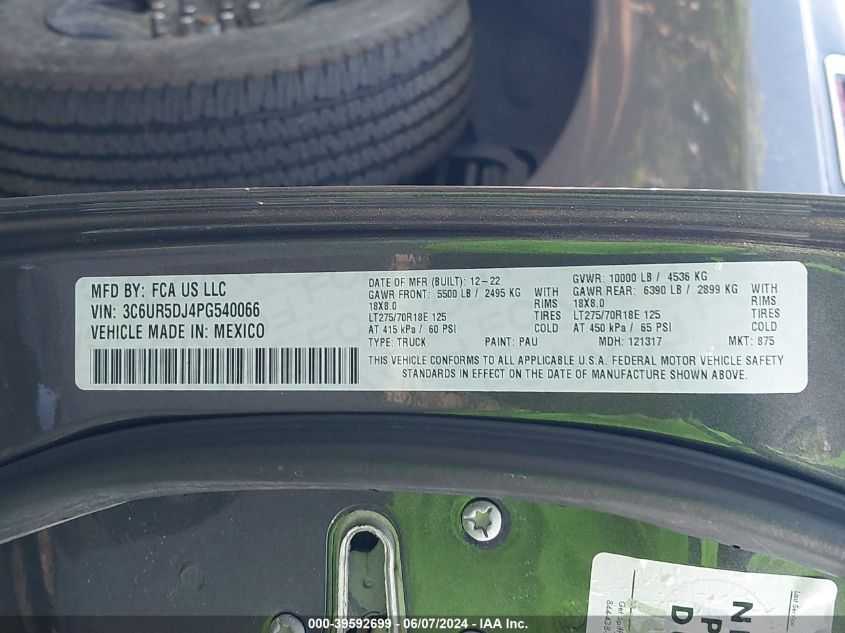 MFD BY: FCA US LLC
VIN: 3C6UR5DJ4PG540066
VEHICLE MADE IN: MEXICO
DATE OF MFR (BUILT): 12-22
GAWR FRONT: 5500 LB / 2495 KG WITH
18X8.0 RIMS
LT275/70R18E 125 TIRES
AT 415 kPa / 60 PSI COLD
TYPE: TRUCK PAINT: PAU
GVWR: 10000 LB / 4536 KG
GAWR REAR: 6390 LB / 2899 KG WITH
18X8.0 RIMS
LT275/70R18E 125 TIRES
AT 450 kPa / 65 PSI COLD
MDH: 121317 MKT: 875
THIS VEHICLE CONFORMS TO ALL APPLICABLE U.S.A. FEDERAL MOTOR VEHICLE SAFETY
STANDARDS IN EFFECT ON THE DATE OF MANUFACTURE SHOWN ABOVE.
Last Service
000-39592699 - 06/07/2024 - IAA Inc.